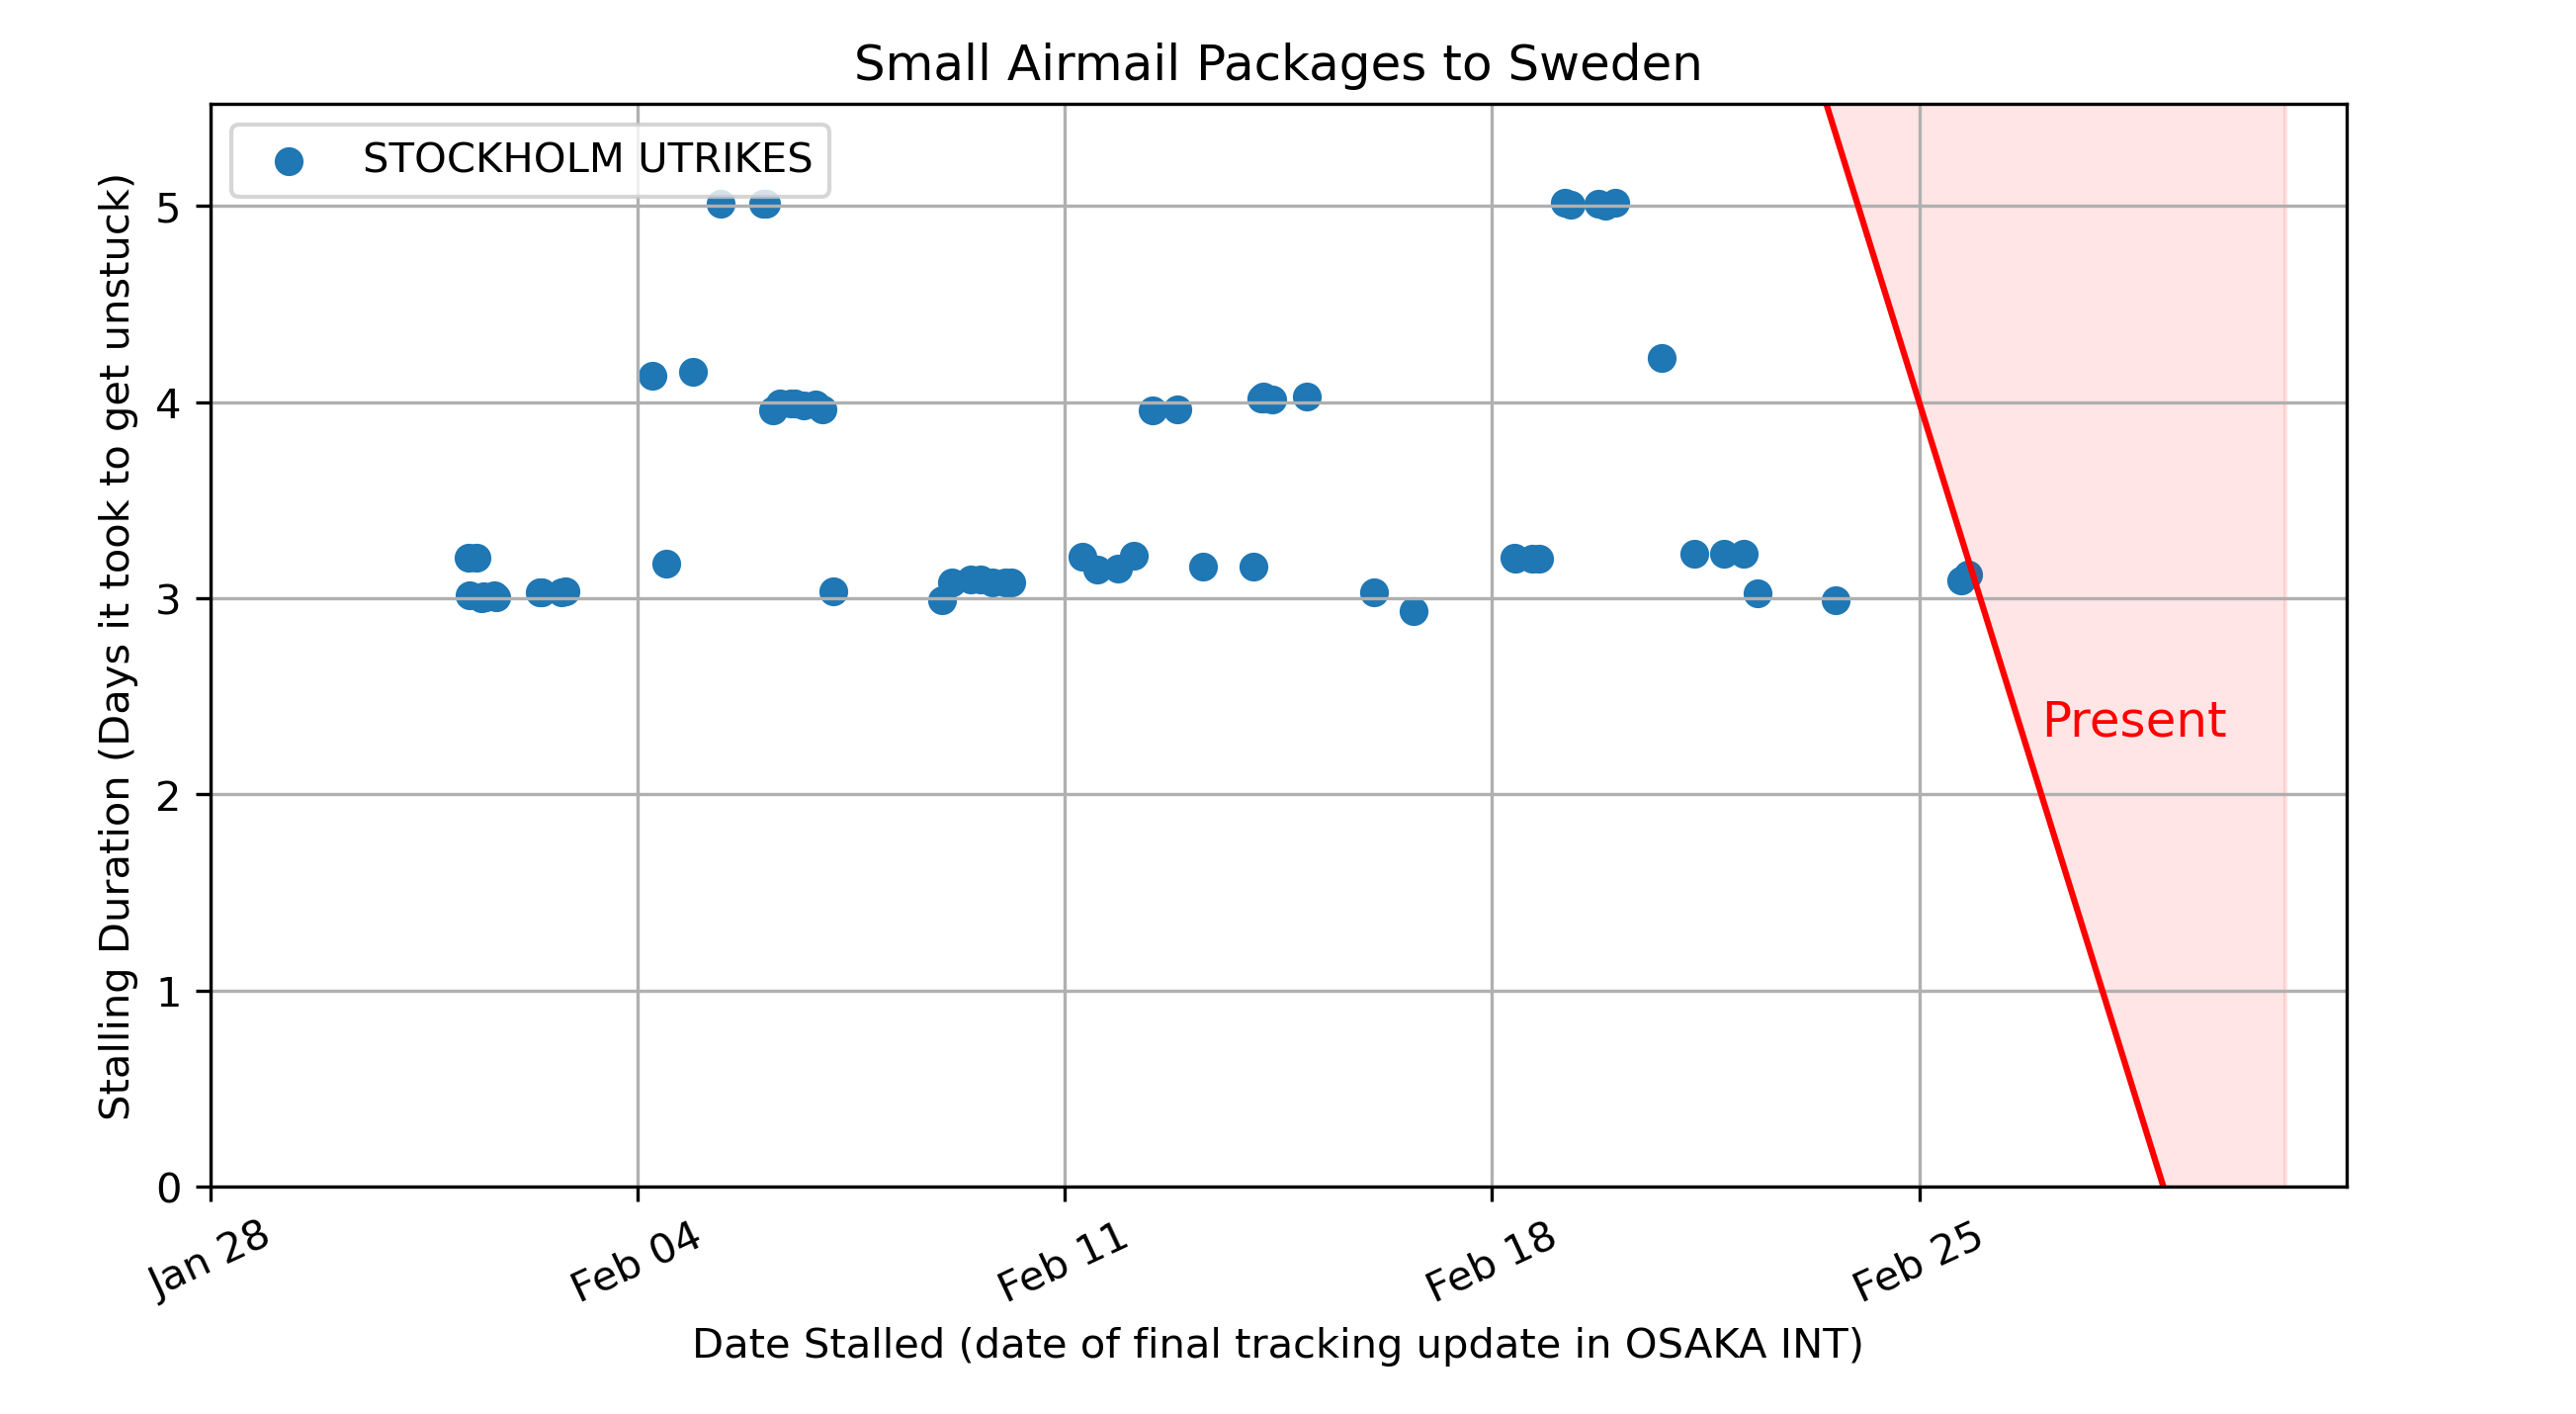 Small Airmail Packages to Sweden
STOCKHOLM UTRIKES
Stalling Duration (Days it took to get unstuck)
5
4
3
2
1
0
Present
Jan 28
Feb 04
Feb 11
Feb 18
Feb 25
Date Stalled (date of final tracking update in OSAKA INT)